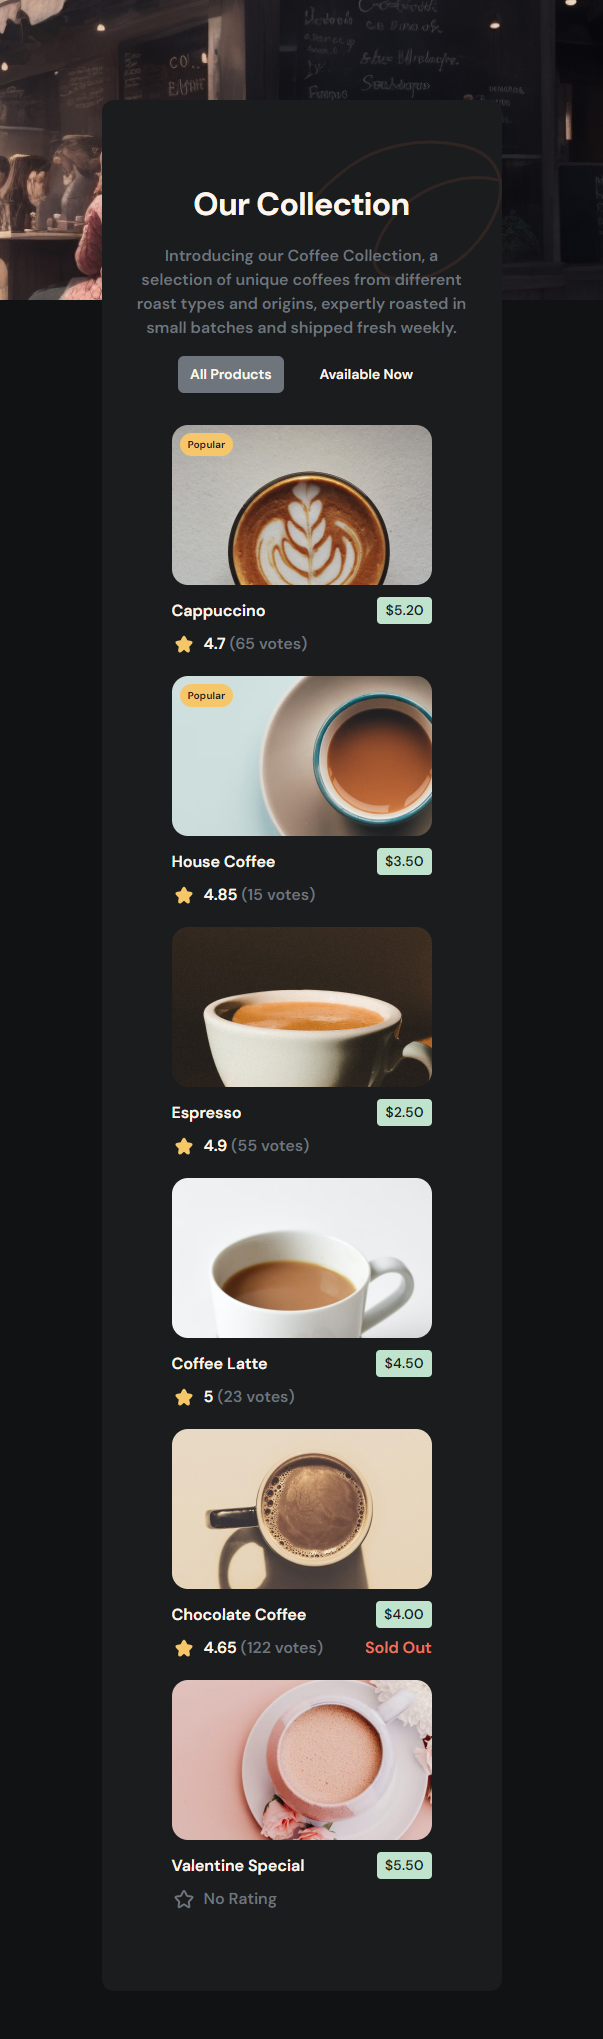 Our Collection
Introducing our Coffee Collection, a
selection of unique coffees from different
roast types and origins, expertly roasted in
small batches and shipped fresh weekly.
All Products
Available Now
Popular
Cappuccino
$5.20
4.7 (65 votes)
Popular
House Coffee
$3.50
4.85 (15 votes)
Espresso
$2.50
4.9 (55 votes)
Coffee Latte
$4.50
5 (23 votes)
Chocolate Coffee
$4.00
4.65 (122 votes)
Sold Out
Valentine Special
$5.50
No Rating